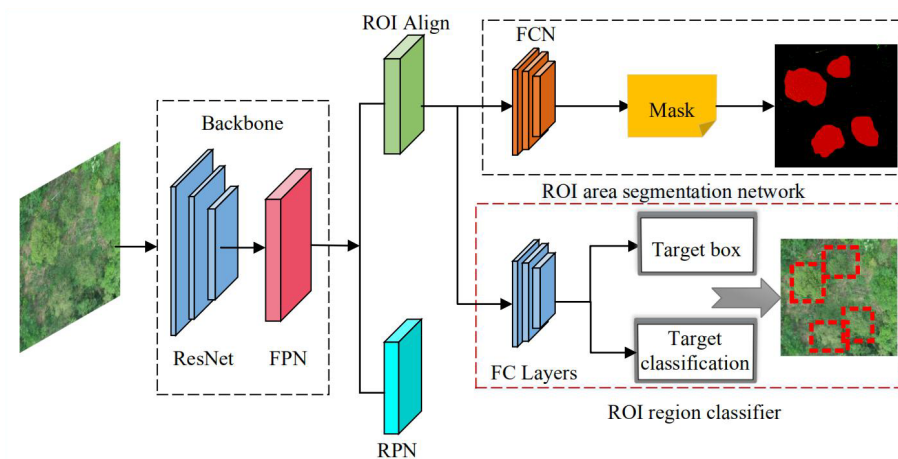 ROI Align
FCN
Backbone
Mask
ROI area segmentation network
Target box
ResNet
FPN
Target
classification
FC Layers
ROI region classifier
RPN